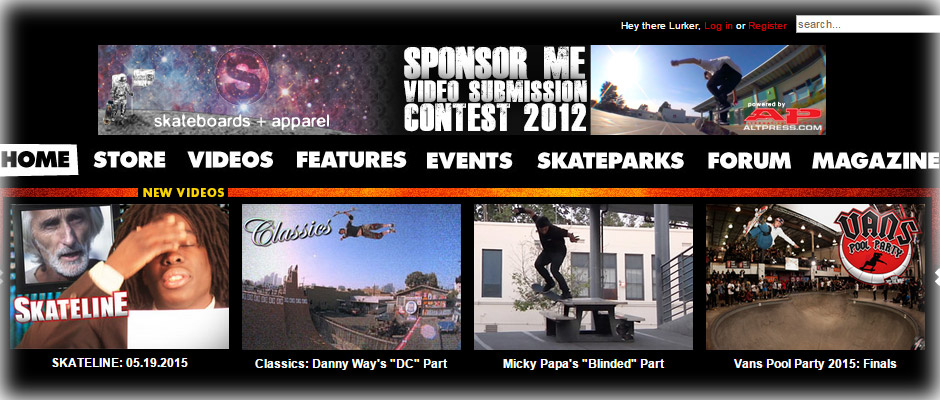 Hey there Lurker, Log in or Register
search...
S
skateboards + apparel
SPONSOR ME
VIDEO SUBMISSION
CONTEST 2012
powered by
AP
ALTPRESS.COM
HOME STORE VIDEOS FEATURES EVENTS SKATEPARKS FORUM MAGAZINE
NEW VIDEOS
SKATELINE
Classics
VANS
POOL PARTY
SKATELINE: 05.19.2015
Classics: Danny Way's "DC" Part
Micky Papa's "Blinded" Part
Vans Pool Party 2015: Finals